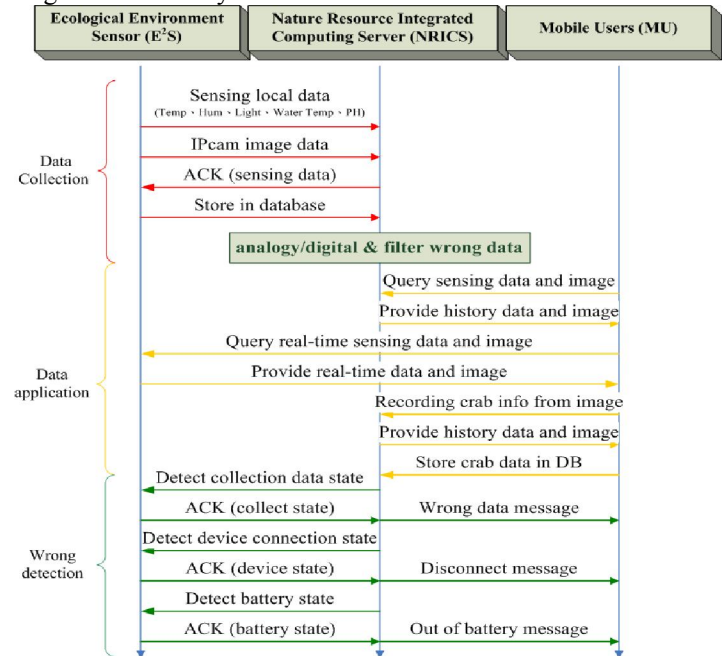 Ecological Environment
Sensor (E²S)
Nature Resource Integrated
Computing Server (NRICS)
Mobile Users (MU)
Sensing local data
(Temp、Hum、Light、Water Temp、PH)
IPcam image data
Data
Collection
ACK (sensing data)
Store in database
analogy/digital & filter wrong data
Query sensing data and image
Provide history data and image
Query real-time sensing data and image
Provide real-time data and image
Data
application
Recording crab info from image
Provide history data and image
Store crab data in DB
Detect collection data state
ACK (collect state)
Wrong data message
Detect device connection state
Wrong
detection
ACK (device state)
Disconnect message
Detect battery state
ACK (battery state)
Out of battery message